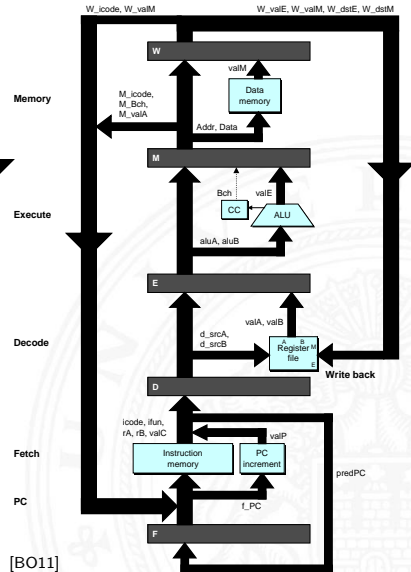 W_icode, W_valM
W_valE, W_valM, W_dstE, W_dstM
W
valM
Memory
M_icode,
M_Bch,
M_valA
Data
memory
Addr, Data
M
Bch
valE
Execute
CC
ALU
aluA, aluB
E
valA, valB
d_srcA,
d_srcB
Decode
A B
M
Register
file
E
Write back
D
icode, ifun,
rA, rB, valC
valP
Fetch
Instruction
memory
PC
increment
predPC
PC
f_PC
F
[BO11]